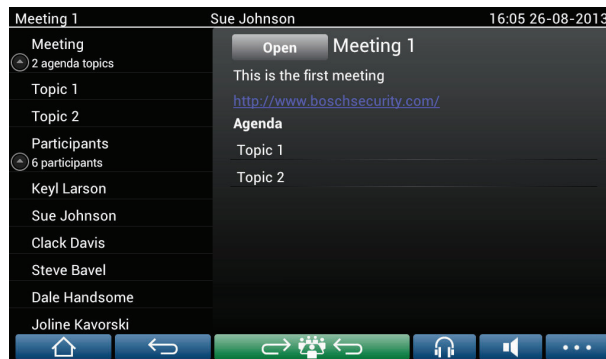 Meeting 1 Sue Johnson 16:05 26-08-2013
Meeting
2 agenda topics
Topic 1
Topic 2
Participants
6 participants
Keyl Larson
Sue Johnson
Clack Davis
Steve Bavel
Dale Handsome
Joline Kavorski
Open Meeting 1
This is the first meeting
http://www.boschsecurity.com/
Agenda
Topic 1
Topic 2